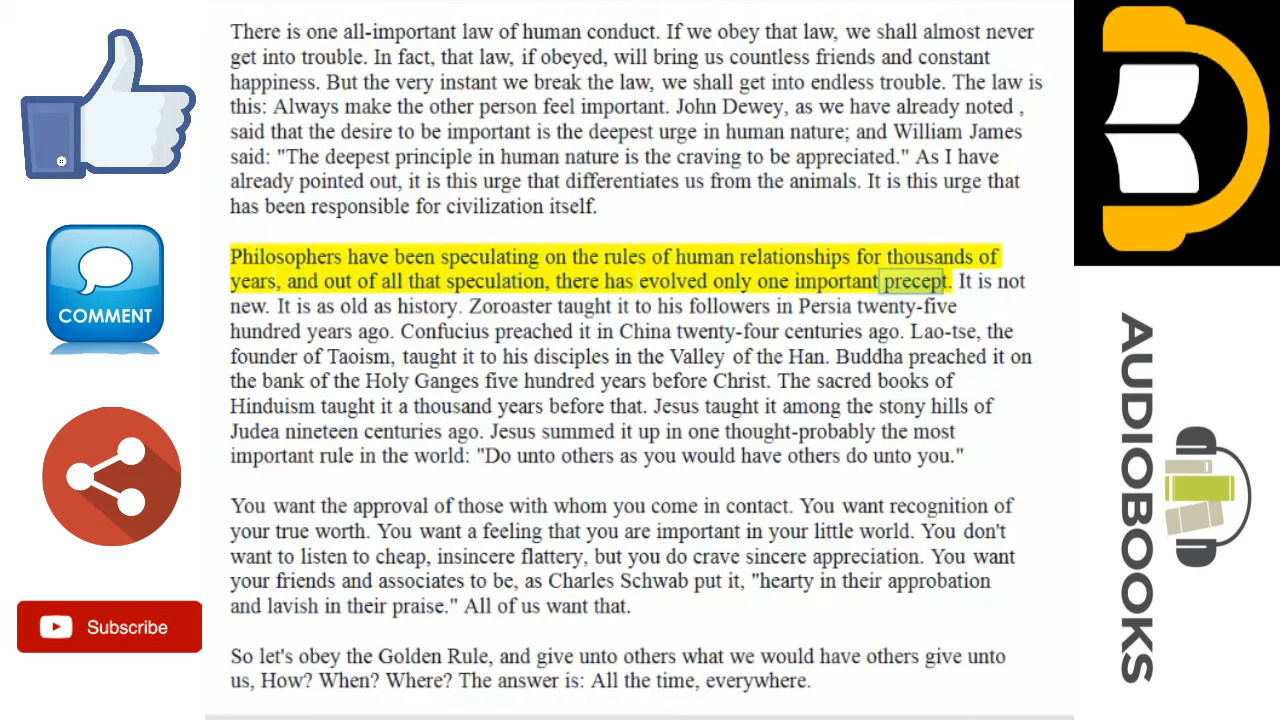 There is one all-important law of human conduct. If we obey that law, we shall almost never
get into trouble. In fact, that law, if obeyed, will bring us countless friends and constant
happiness. But the very instant we break the law, we shall get into endless trouble. The law is
this: Always make the other person feel important. John Dewey, as we have already noted ,
said that the desire to be important is the deepest urge in human nature; and William James
said: "The deepest principle in human nature is the craving to be appreciated." As I have
already pointed out, it is this urge that differentiates us from the animals. It is this urge that
has been responsible for civilization itself.
Philosophers have been speculating on the rules of human relationships for thousands of
years, and out of all that speculation, there has evolved only one important precept. It is not
new. It is as old as history. Zoroaster taught it to his followers in Persia twenty-five
hundred years ago. Confucius preached it in China twenty-four centuries ago. Lao-tse, the
founder of Taoism, taught it to his disciples in the Valley of the Han. Buddha preached it on
the bank of the Holy Ganges five hundred years before Christ. The sacred books of
Hinduism taught it a thousand years before that. Jesus taught it among the stony hills of
Judea nineteen centuries ago. Jesus summed it up in one thought-probably the most
important rule in the world: "Do unto others as you would have others do unto you."
You want the approval of those with whom you come in contact. You want recognition of
your true worth. You want a feeling that you are important in your little world. You don't
want to listen to cheap, insincere flattery, but you do crave sincere appreciation. You want
your friends and associates to be, as Charles Schwab put it, "hearty in their approbation
and lavish in their praise." All of us want that.
So let's obey the Golden Rule, and give unto others what we would have others give unto
us, How? When? Where? The answer is: All the time, everywhere.
COMMENT
Subscribe
AUDIOBOOKS